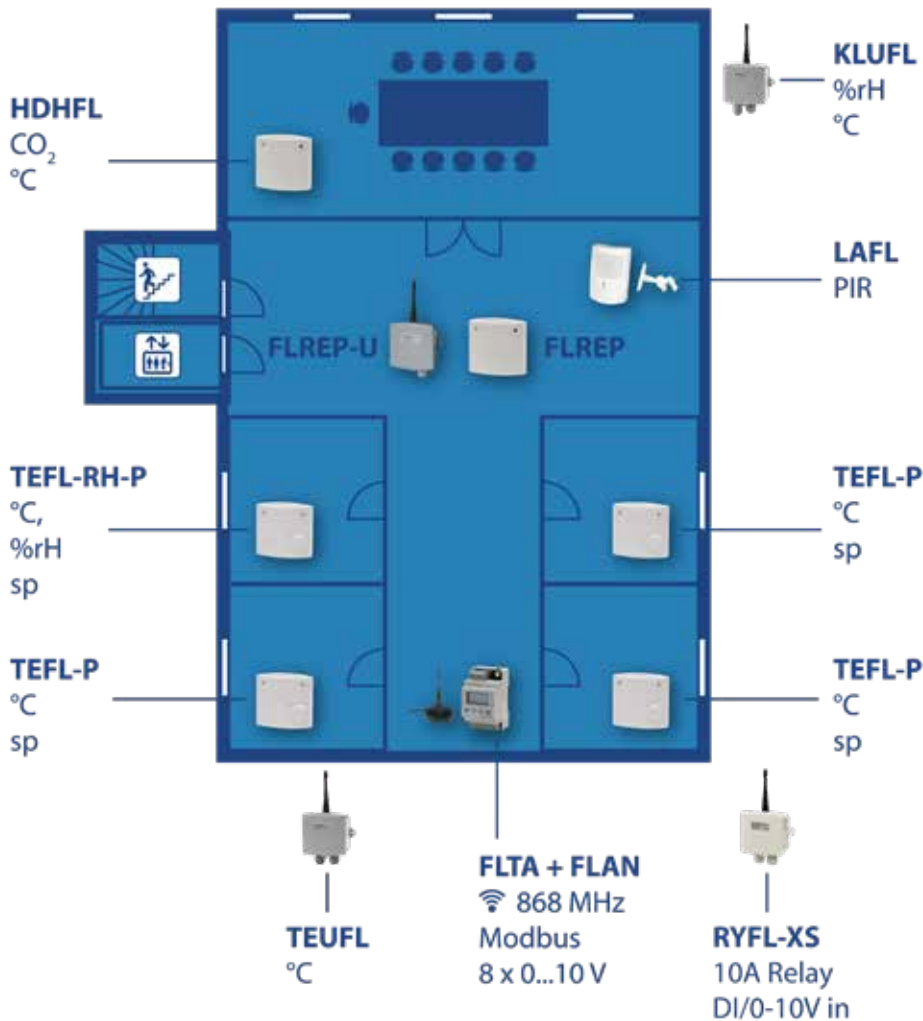 KLUFL
%rH
°C
HDHFL
CO₂
°C
LAFL
PIR
FLREP-U
FLREP
TEFL-RH-P
°C,
%rH
sp
TEFL-P
°C
sp
TEFL-P
°C
sp
TEFL-P
°C
sp
TEUFL
°C
FLTA + FLAN
868 MHz
Modbus
8 x 0...10 V
RYFL-XS
10A Relay
DI/0-10V in